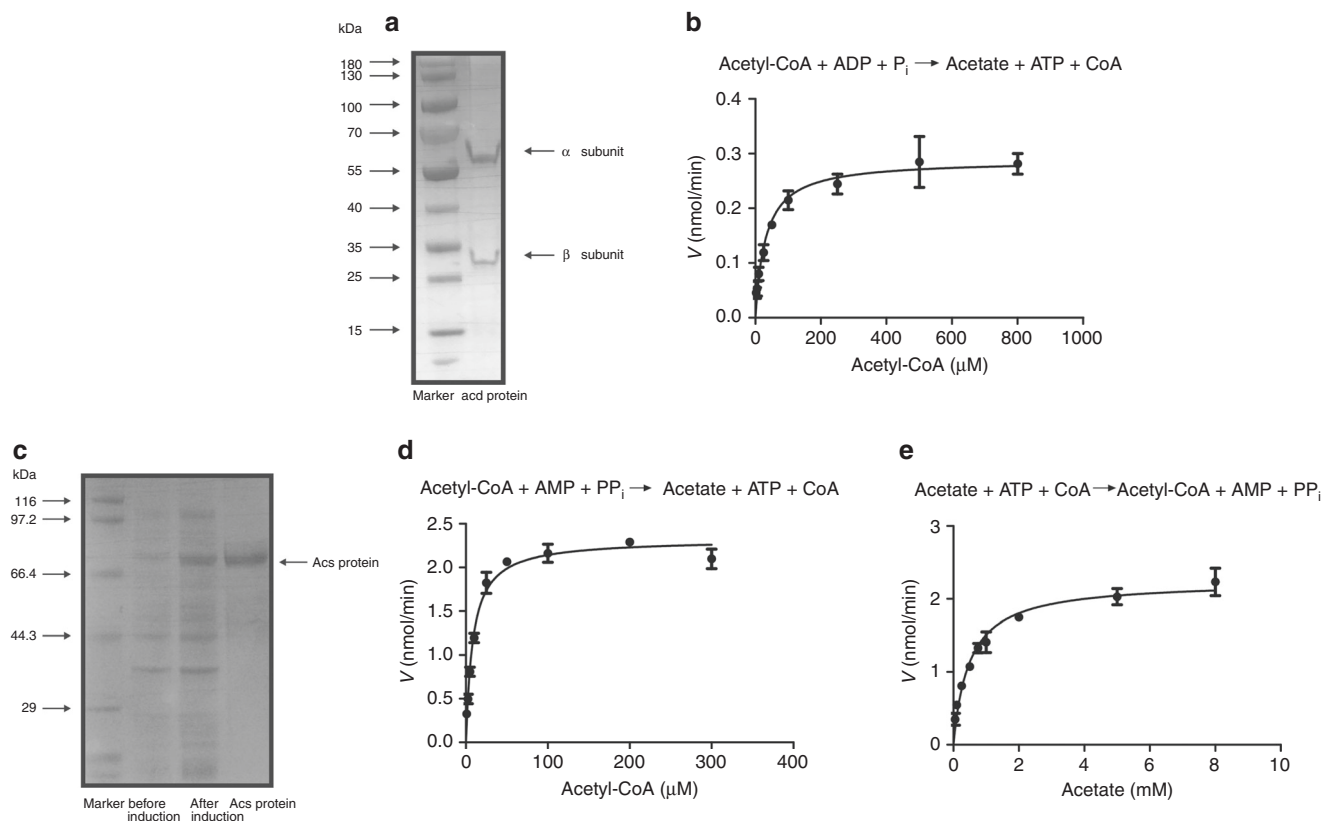 a
kDa
180
130
100
70
55
40
35
25
15
α subunit
β subunit
Marker acd protein
b
Acetyl-CoA + ADP + Pi → Acetate + ATP + CoA
V (nmol/min)
0.4
0.3
0.2
0.1
0.0
0 200 400 600 800 1000
Acetyl-CoA (μM)
c
kDa
116
97.2
66.4
44.3
29
Acs protein
Marker before After Acs protein
induction induction
d
Acetyl-CoA + AMP + PPi → Acetate + ATP + CoA
V (nmol/min)
2.5
2.0
1.5
1.0
0.5
0.0
0 100 200 300 400
Acetyl-CoA (μM)
e
Acetate + ATP + CoA → Acetyl-CoA + AMP + PPi
V (nmol/min)
3
2
1
0
0 2 4 6 8 10
Acetate (mM)